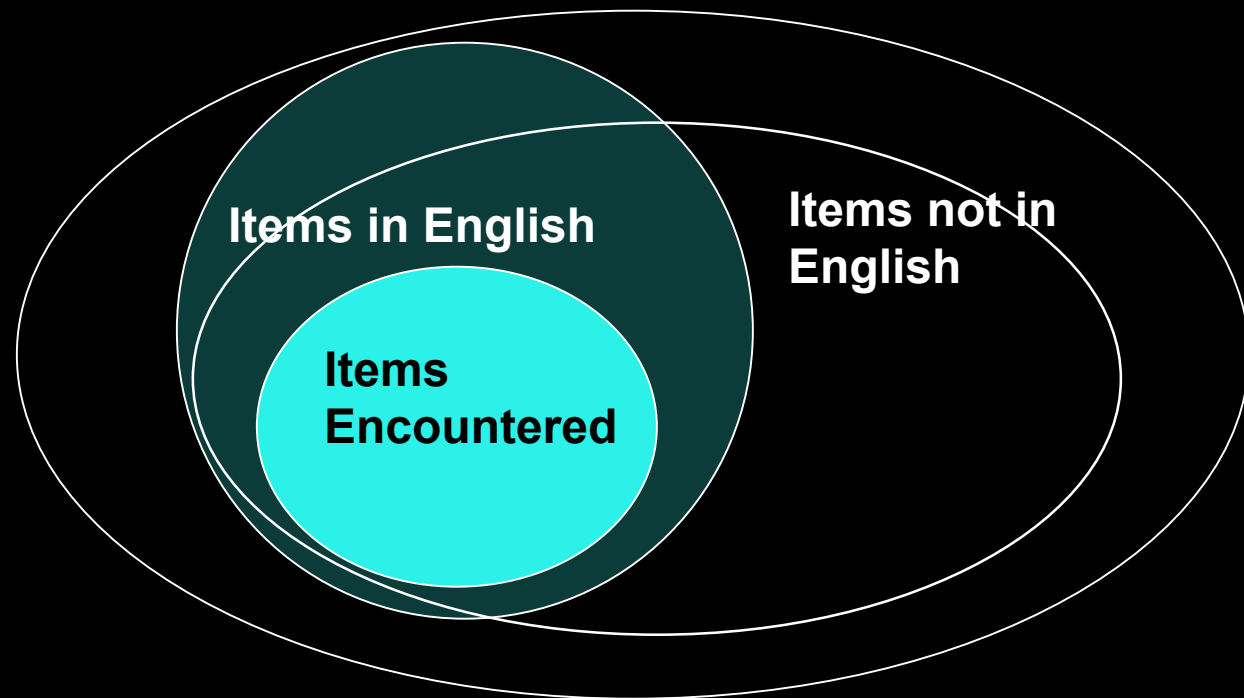 Items in English
Items not in
English
Items
Encountered